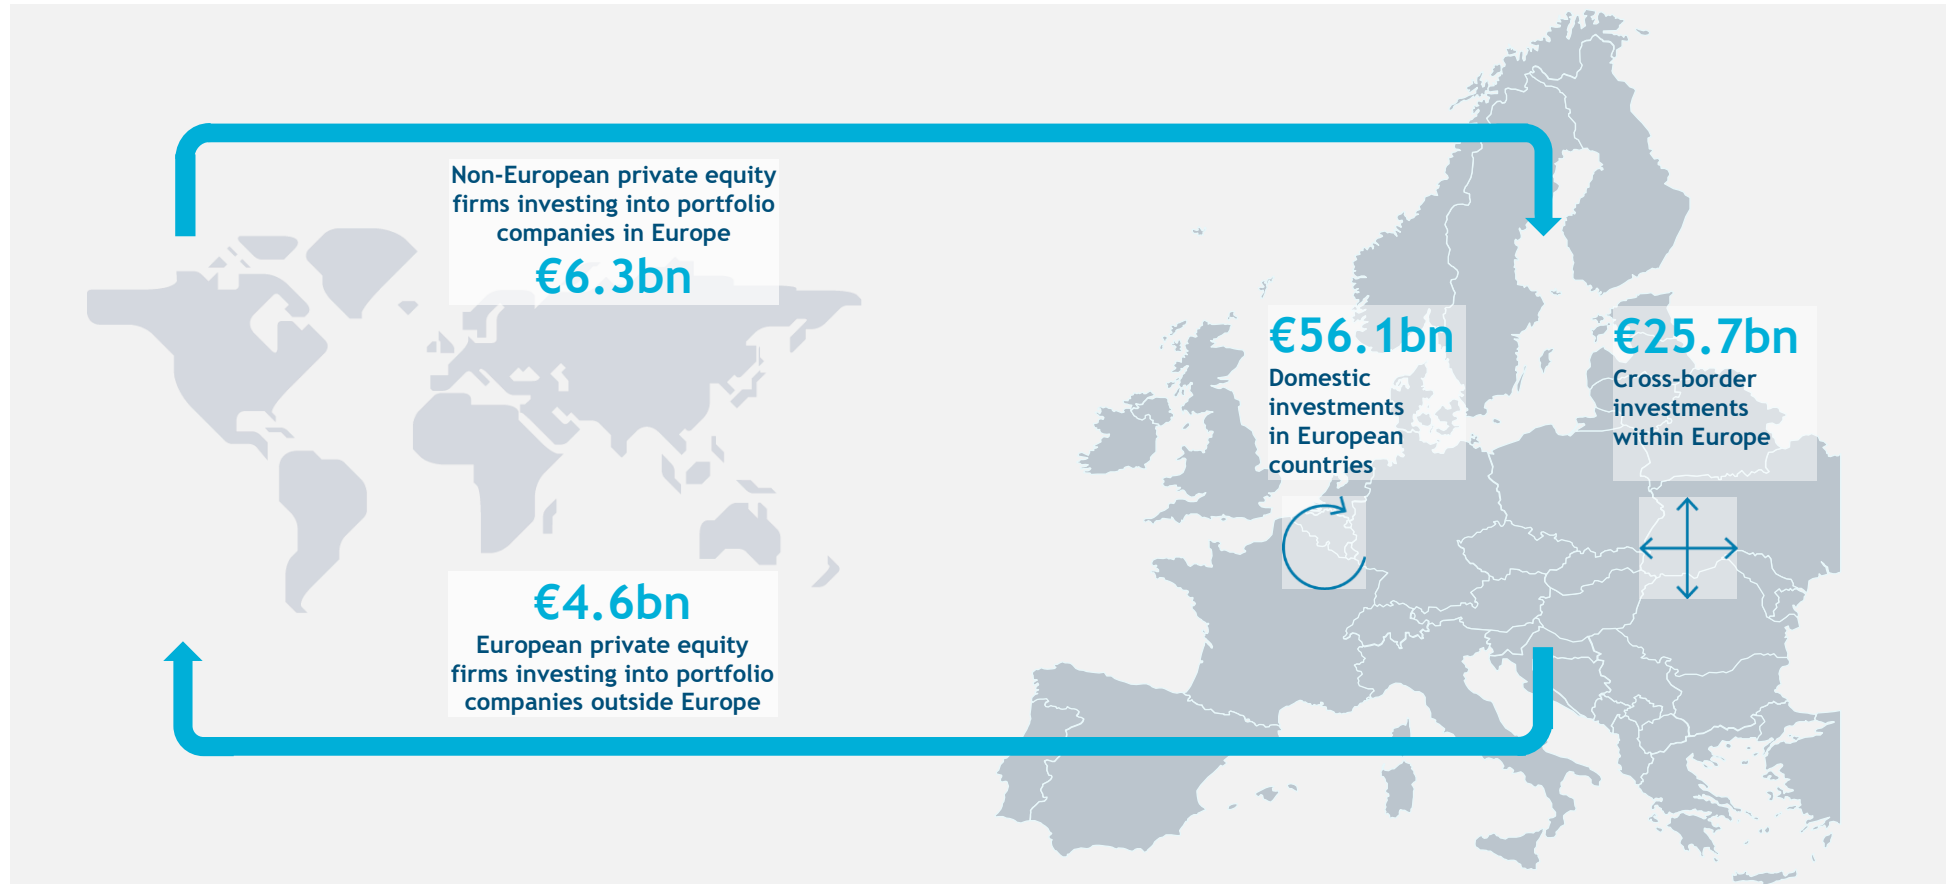 Non-European private equity
firms investing into portfolio
companies in Europe
€6.3bn
€56.1bn
Domestic
investments
in European
countries
€25.7bn
Cross-border
investments
within Europe
€4.6bn
European private equity
firms investing into portfolio
companies outside Europe